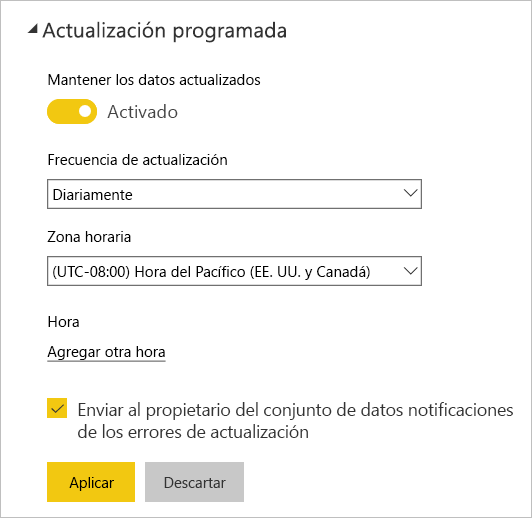 Actualización programada
Mantener los datos actualizados
Activado
Frecuencia de actualización
Diariamente
Zona horaria
(UTC-08:00) Hora del Pacífico (EE. UU. y Canadá)
Hora
Agregar otra hora
Enviar al propietario del conjunto de datos notificaciones
de los errores de actualización
Aplicar
Descartar